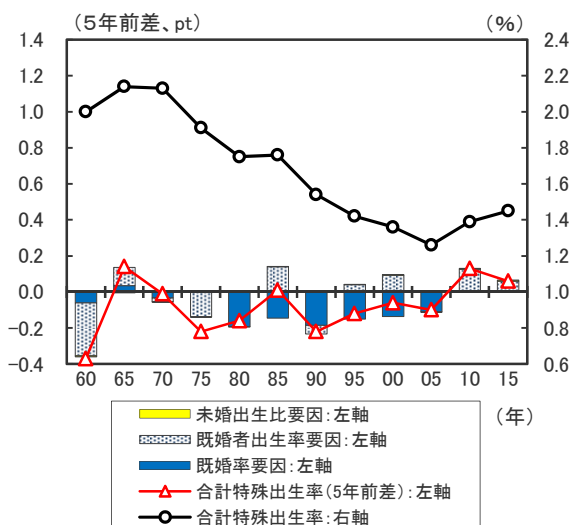 (5年前差、pt) (%)
1.4 2.4
1.2 2.2
1.0 2.0
0.8 1.8
0.6 1.6
0.4 1.4
0.2 1.2
0.0 1.0
−0.2 0.8
−0.4 0.6
60 65 70 75 80 85 90 95 00 05 10 15
(年)
未婚出生比要因:左軸
既婚者出生率要因:左軸
既婚率要因:左軸
合計特殊出生率(5年前差):左軸
合計特殊出生率:右軸